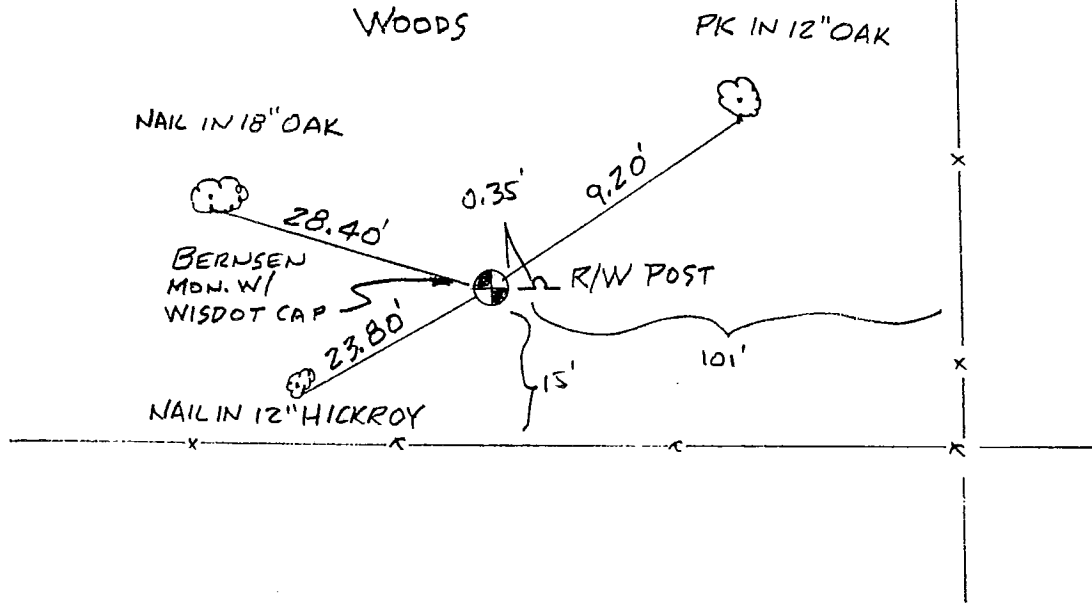 WOODS
PK IN 12" OAK
NAIL IN 18" OAK
0.35'
9.20'
28.40'
BERNSEN
MON. W/
WISDOT CAP
R/W POST
23.80'
101'
15'
NAIL IN 12" HICKROY